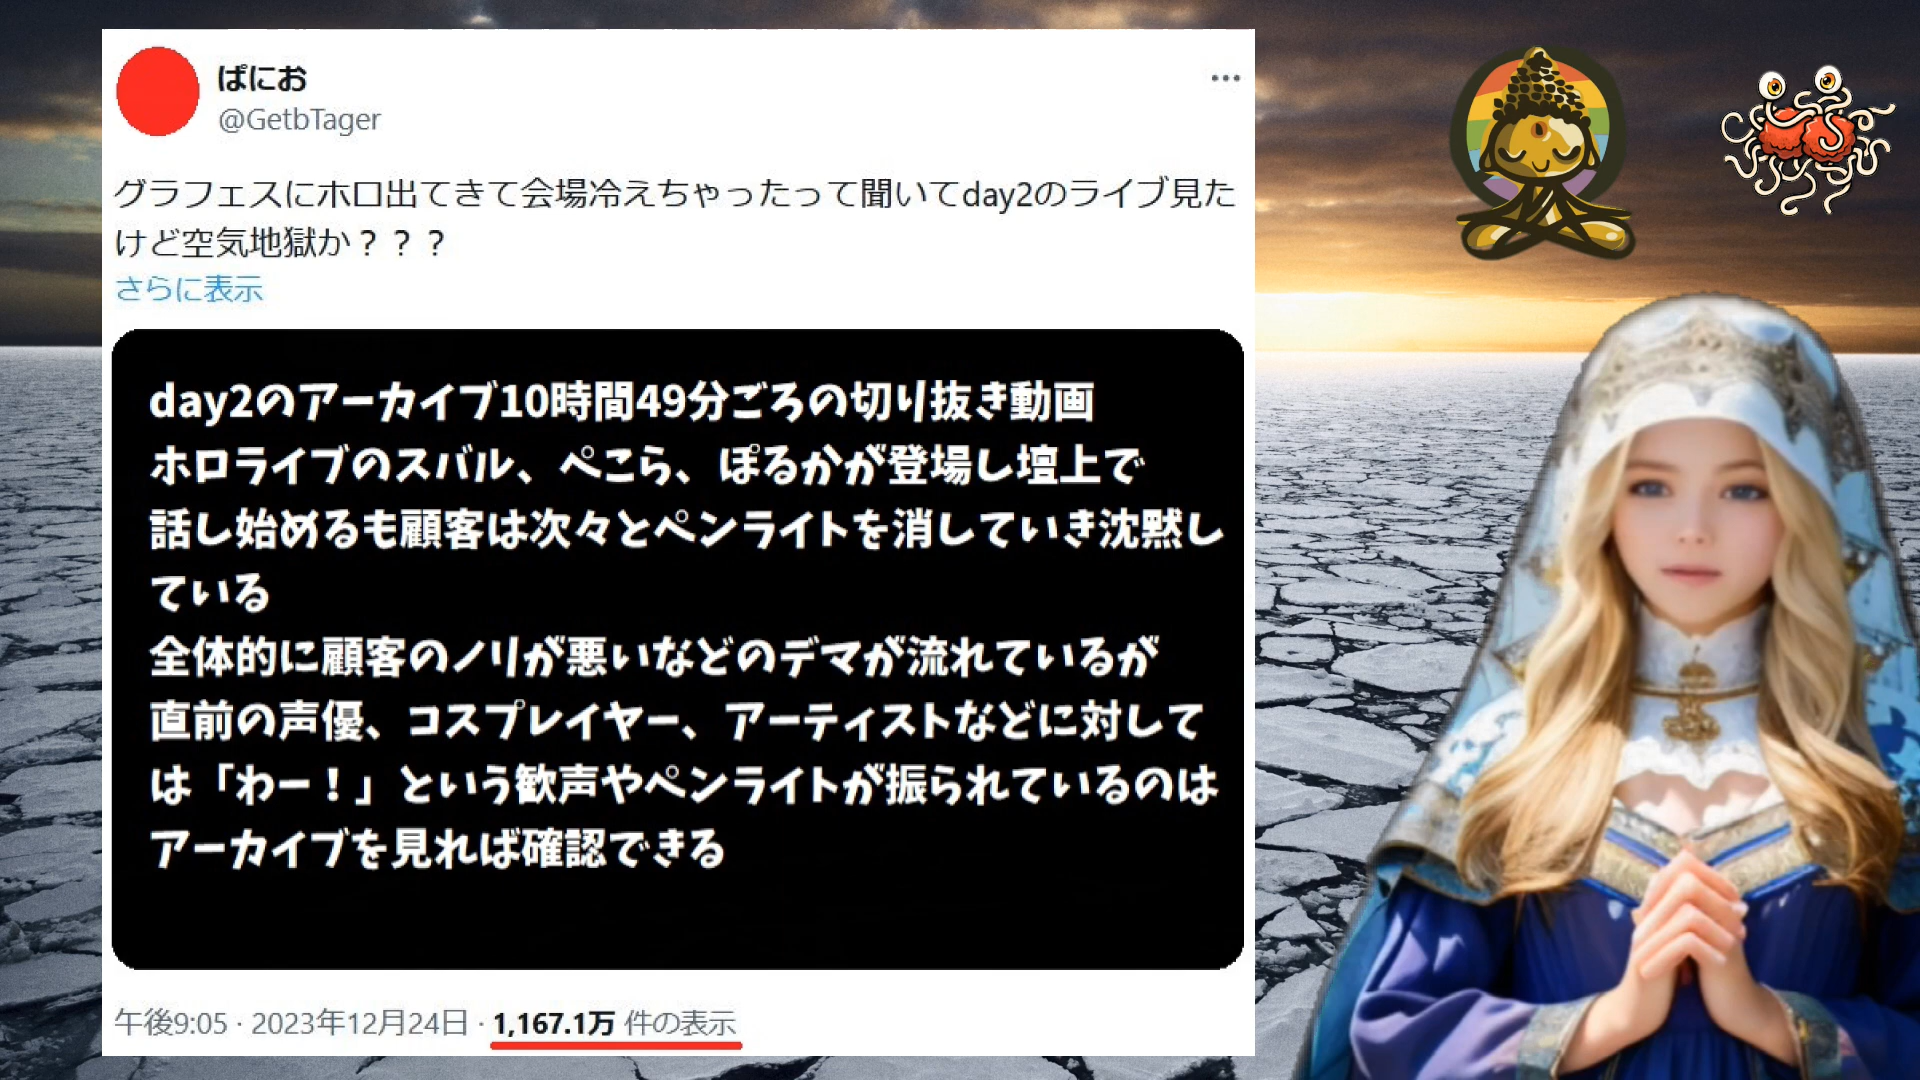 ぱにお
@GetbTager
グラフェスにホロ出てきて会場冷えちゃったって聞いてday2のライブ見た
けど空気地獄か？？？
さらに表示
day2のアーカイブ10時間49分ごろの切り抜き動画
ホロライブのスバル、ぺこら、ぽるかが登場し壇上で
話し始めるも顧客は次々とペンライトを消していき沈黙し
ている
全体的に顧客のノリが悪いなどのデマが流れているが
直前の声優、コスプレイヤー、アーティストなどに対して
は「わー！」という歓声やペンライトが振られているのは
アーカイブを見れば確認できる
午後9:05 · 2023年12月24日 · 1,167.1万 件の表示